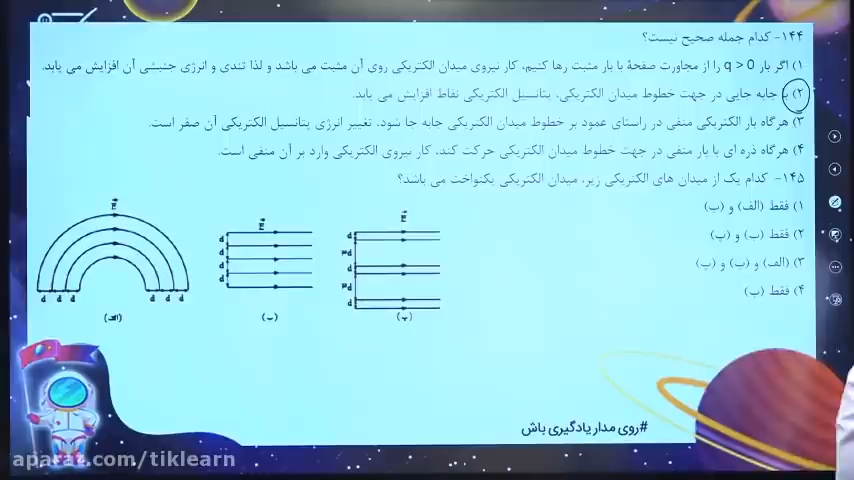 ۱۴۴- کدام جمله صحیح نیست؟
۱) اگر بار q > 0 را از مجاورت صفحهٔ با بار مثبت رها کنیم، کار نیروی میدان الکتریکی روی آن مثبت می باشد و لذا تندی و انرژی جنبشی آن افزایش می یابد.
۲) با جابه جایی در جهت خطوط میدان الکتریکی، پتانسیل الکتریکی نقاط افزایش می یابد.
۳) هرگاه بار الکتریکی منفی در راستای عمود بر خطوط میدان الکتریکی جابه جا شود، تغییر انرژی پتانسیل الکتریکی آن صفر است.
۴) هرگاه ذره ای با بار منفی در جهت خطوط میدان الکتریکی حرکت کند، کار نیروی الکتریکی وارد بر آن منفی است.
۱۴۵- کدام یک از میدان های الکتریکی زیر، میدان الکتریکی یکنواخت می باشد؟
۱) فقط (الف) و (ب)
۲) فقط (ب) و (پ)
۳) (الف) و (ب) و (پ)
۴) فقط (ب)
E
E
E
d
d
d
d
d
d
d
d
d
d
d
۳d
d
۳d
d
(الف)
(ب)
(پ)
#روی مدار یادگیری باش
aparat.com/tiklearn